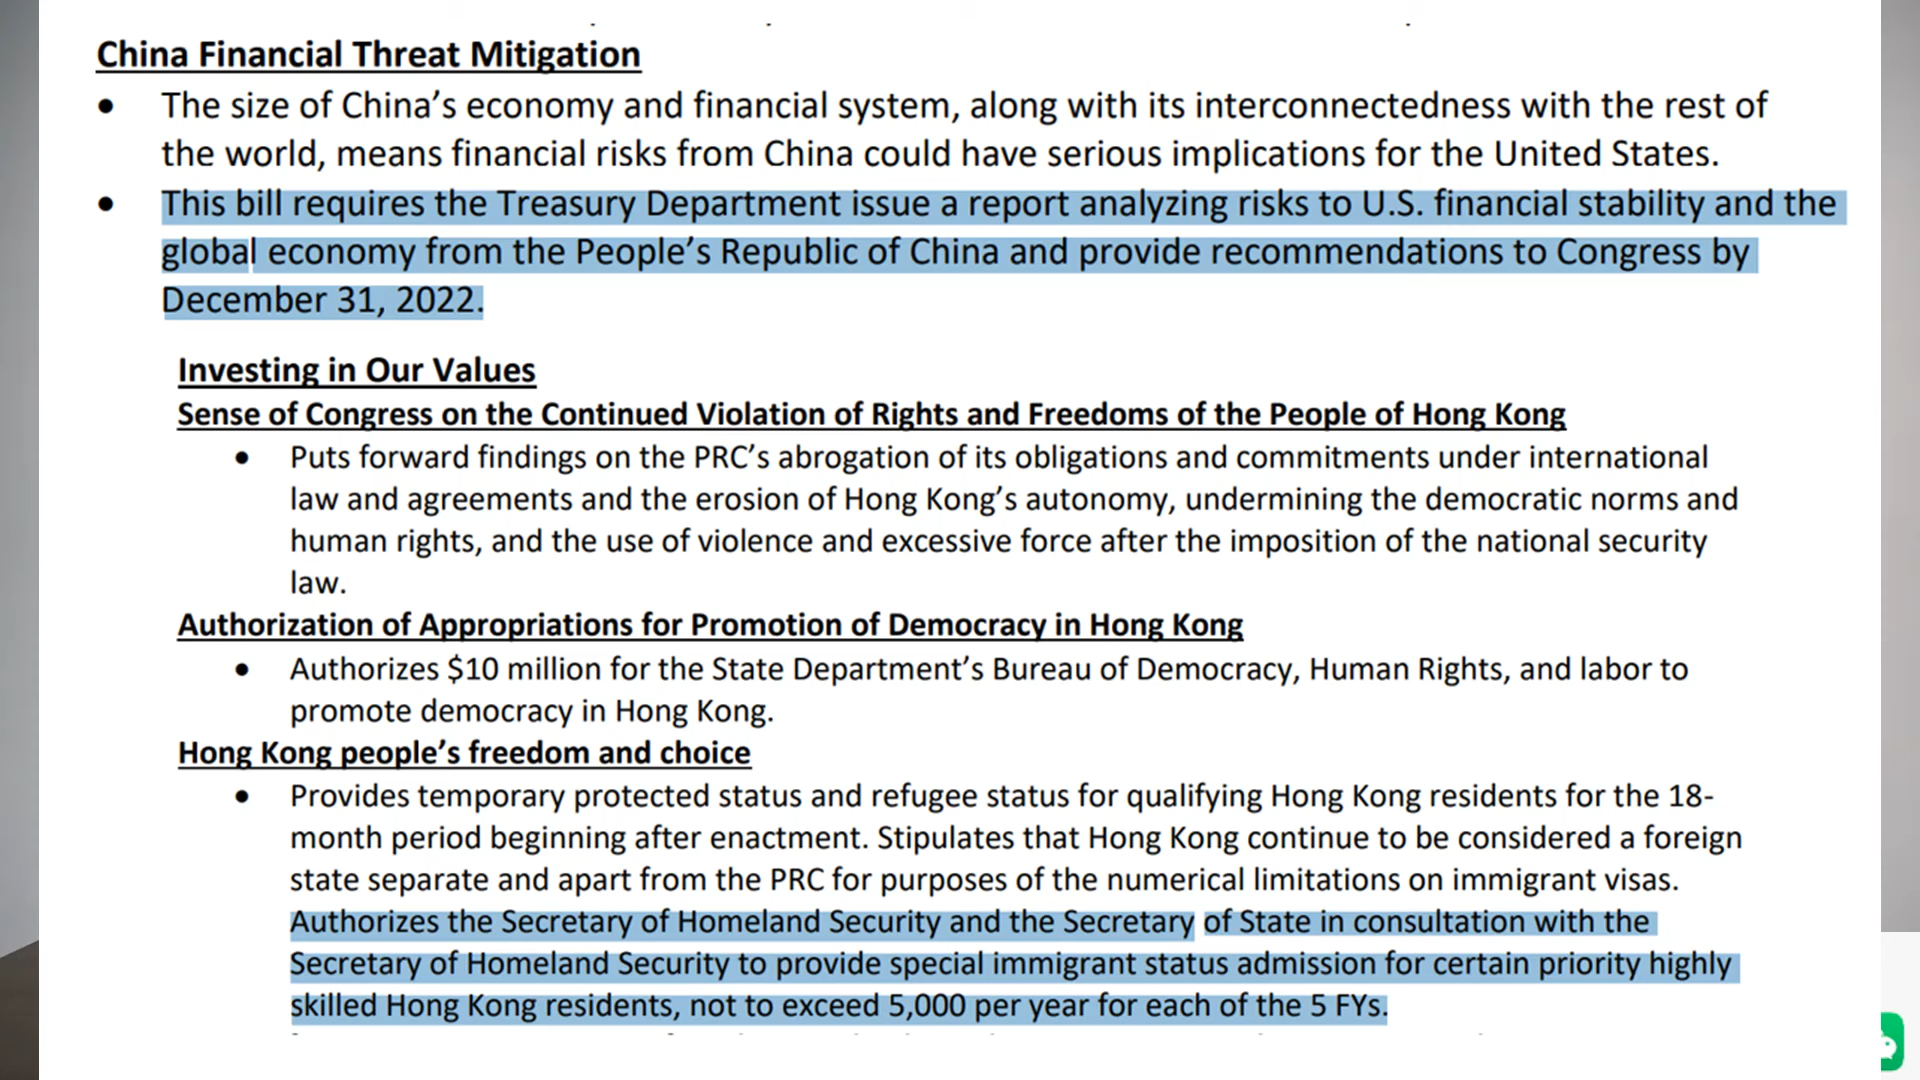 China Financial Threat Mitigation
• The size of China’s economy and financial system, along with its interconnectedness with the rest of
the world, means financial risks from China could have serious implications for the United States.
• This bill requires the Treasury Department issue a report analyzing risks to U.S. financial stability and the
global economy from the People’s Republic of China and provide recommendations to Congress by
December 31, 2022.
Investing in Our Values
Sense of Congress on the Continued Violation of Rights and Freedoms of the People of Hong Kong
• Puts forward findings on the PRC’s abrogation of its obligations and commitments under international
law and agreements and the erosion of Hong Kong’s autonomy, undermining the democratic norms and
human rights, and the use of violence and excessive force after the imposition of the national security
law.
Authorization of Appropriations for Promotion of Democracy in Hong Kong
• Authorizes $10 million for the State Department’s Bureau of Democracy, Human Rights, and labor to
promote democracy in Hong Kong.
Hong Kong people’s freedom and choice
• Provides temporary protected status and refugee status for qualifying Hong Kong residents for the 18-
month period beginning after enactment. Stipulates that Hong Kong continue to be considered a foreign
state separate and apart from the PRC for purposes of the numerical limitations on immigrant visas.
Authorizes the Secretary of Homeland Security and the Secretary of State in consultation with the
Secretary of Homeland Security to provide special immigrant status admission for certain priority highly
skilled Hong Kong residents, not to exceed 5,000 per year for each of the 5 FYs.